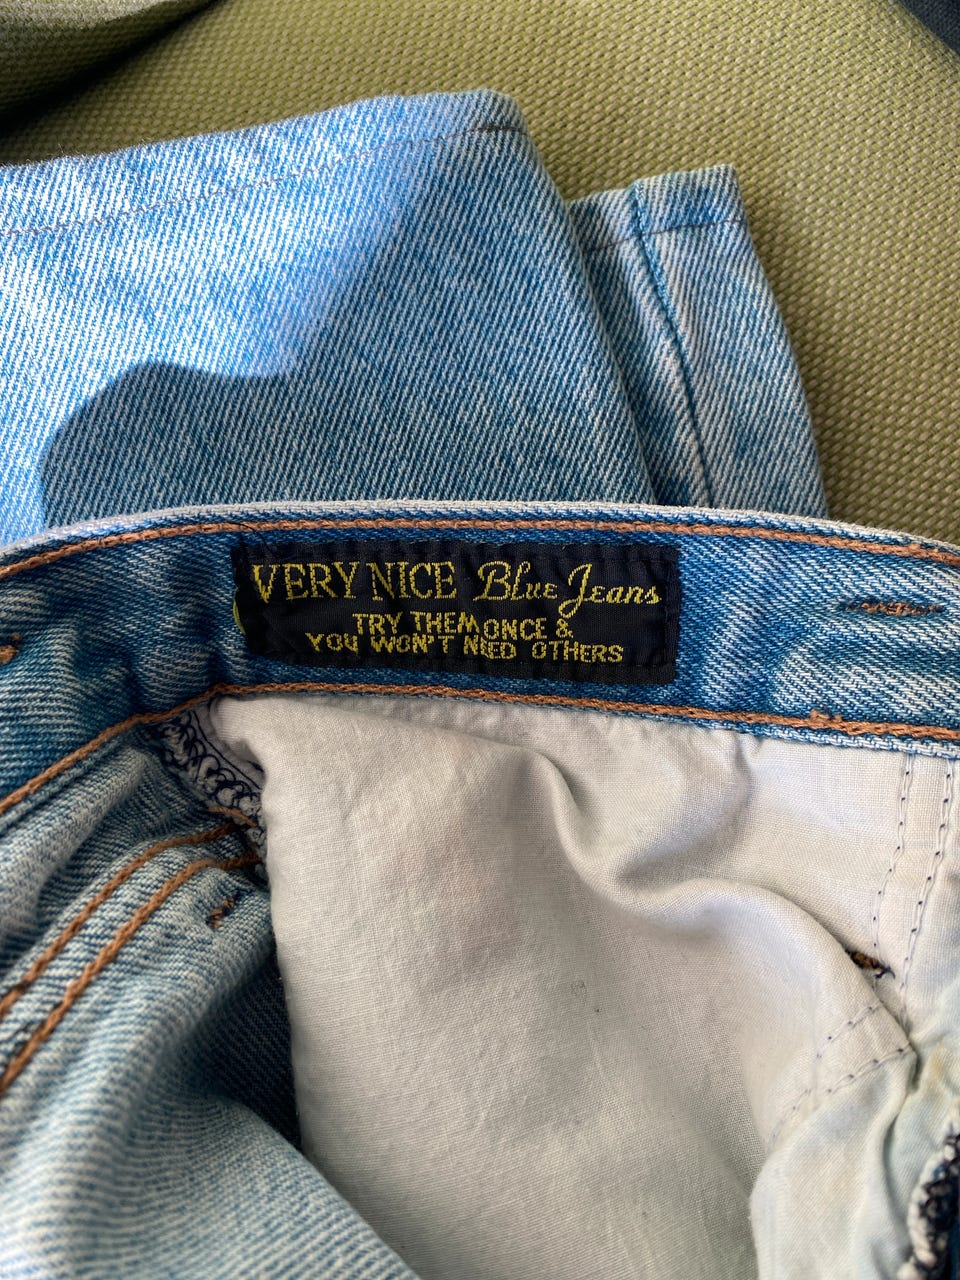 VERY NICE Blue Jeans
TRY THEM ONCE &
YOU WON'T NEED OTHERS